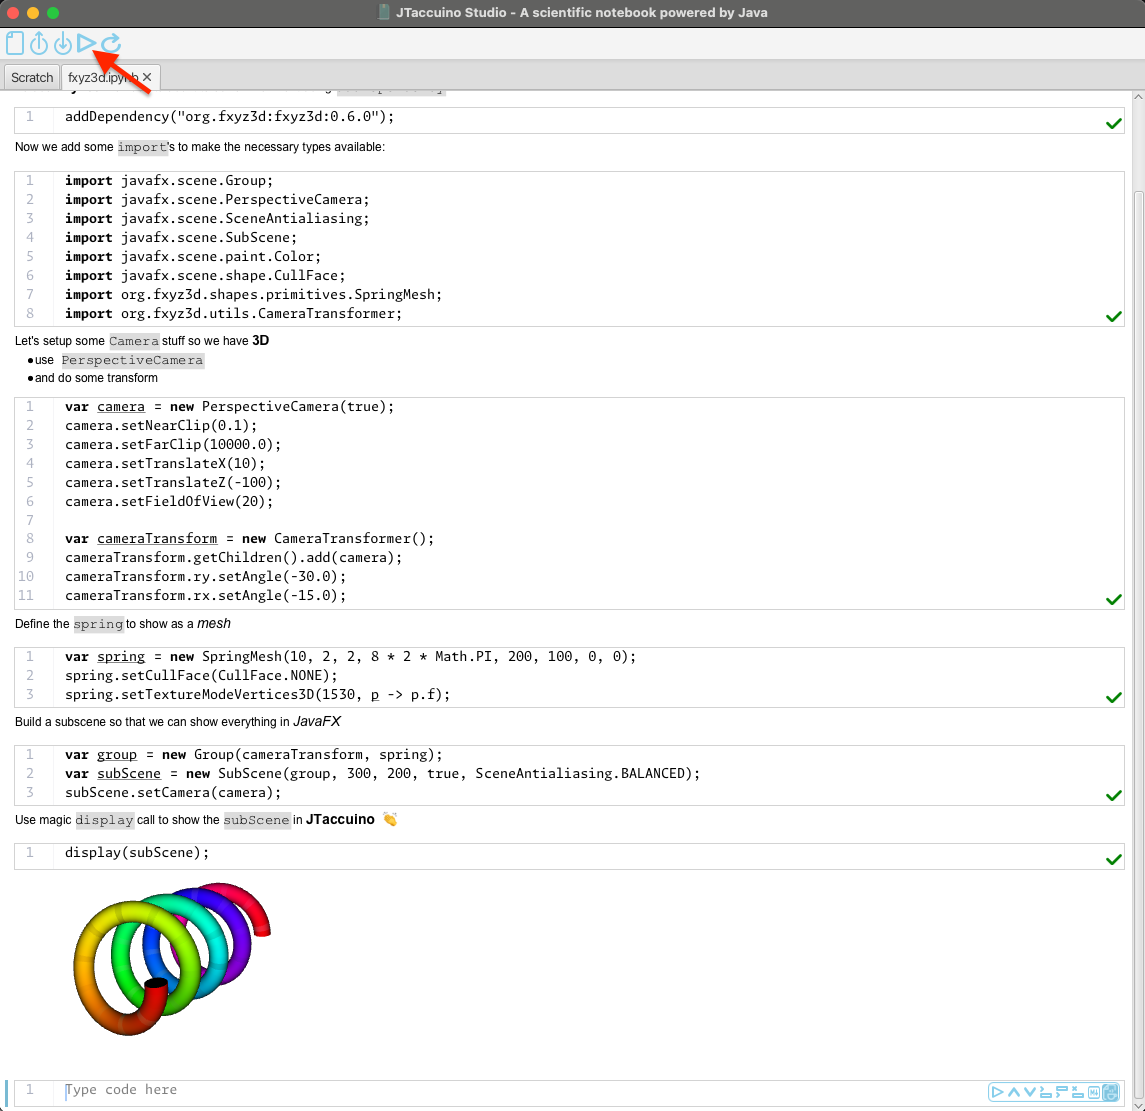 JTaccuino Studio - A scientific notebook powered by Java
Scratch
fxyz3d.ipynb
1 addDependency("org.fxyz3d:fxyz3d:0.6.0");
Now we add some import's to make the necessary types available:
1 import javafx.scene.Group;
2 import javafx.scene.PerspectiveCamera;
3 import javafx.scene.SceneAntialiasing;
4 import javafx.scene.SubScene;
5 import javafx.scene.paint.Color;
6 import javafx.scene.shape.CullFace;
7 import org.fxyz3d.shapes.primitives.SpringMesh;
8 import org.fxyz3d.utils.CameraTransformer;
Let's setup some Camera stuff so we have 3D
•use PerspectiveCamera
•and do some transform
1 var camera = new PerspectiveCamera(true);
2 camera.setNearClip(0.1);
3 camera.setFarClip(10000.0);
4 camera.setTranslateX(10);
5 camera.setTranslateZ(-100);
6 camera.setFieldOfView(20);
7
8 var cameraTransform = new CameraTransformer();
9 cameraTransform.getChildren().add(camera);
10 cameraTransform.ry.setAngle(-30.0);
11 cameraTransform.rx.setAngle(-15.0);
Define the spring to show as a mesh
1 var spring = new SpringMesh(10, 2, 2, 8 * 2 * Math.PI, 200, 100, 0, 0);
2 spring.setCullFace(CullFace.NONE);
3 spring.setTextureModeVertices3D(1530, p -> p.f);
Build a subscene so that we can show everything in JavaFX
1 var group = new Group(cameraTransform, spring);
2 var subScene = new SubScene(group, 300, 200, true, SceneAntialiasing.BALANCED);
3 subScene.setCamera(camera);
Use magic display call to show the subScene in JTaccuino 👏
1 display(subScene);
1 Type code here